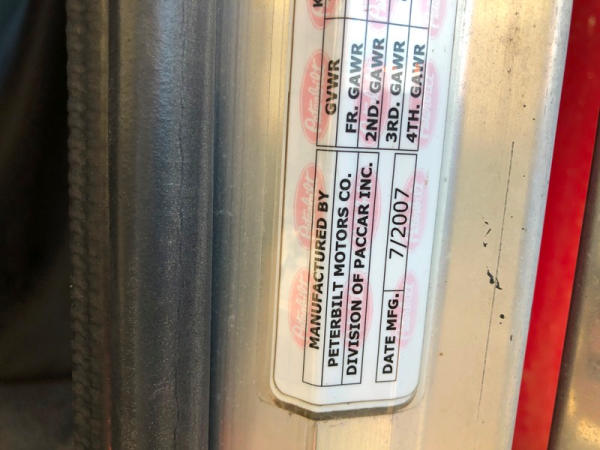 MANUFACTURED BY
PETERBILT MOTORS CO.
DIVISION OF PACCAR INC.
DATE MFG. 7/2007
GVWR
FR. GAWR
2ND. GAWR
3RD. GAWR
4TH. GAWR